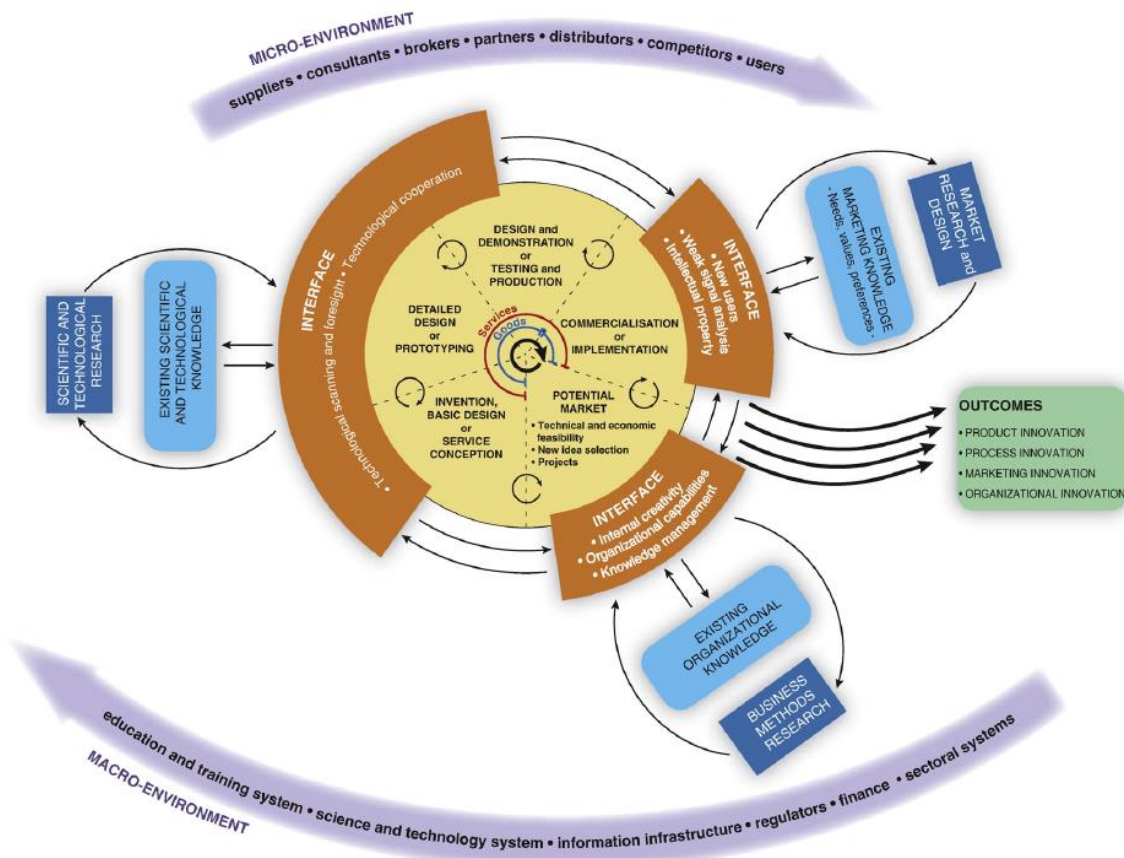 MICRO-ENVIRONMENT
suppliers • consultants • brokers • partners • distributors • competitors • users
INTERFACE
• Technological scanning and foresight • Technological cooperation
DESIGN and
DEMONSTRATION
or
TESTING and
PRODUCTION
DETAILED
DESIGN or
PROTOTYPING
Services
Goods
COMMERCIALISATION
or
IMPLEMENTATION
INVENTION,
BASIC DESIGN
or
SERVICE
CONCEPTION
POTENTIAL
MARKET
• Technical and economic
feasibility
• New idea selection
• Projects
INTERFACE
• New users
• Weak signal analysis
• Intellectual property
EXISTING
MARKETING KNOWLEDGE
- Needs, values, preferences -
MARKET
RESEARCH and
DESIGN
SCIENTIFIC AND
TECHNOLOGICAL
RESEARCH
EXISTING SCIENTIFIC
AND TECHNOLOGICAL
KNOWLEDGE
OUTCOMES
• PRODUCT INNOVATION
• PROCESS INNOVATION
• MARKETING INNOVATION
• ORGANIZATIONAL INNOVATION
INTERFACE
• Internal creativity
• Organizational capabilities
• Knowledge management
EXISTING
ORGANIZATIONAL
KNOWLEDGE
BUSINESS
METHODS
RESEARCH
education and training system • science and technology system • information infrastructure • regulators • finance • sectoral systems
MACRO-ENVIRONMENT